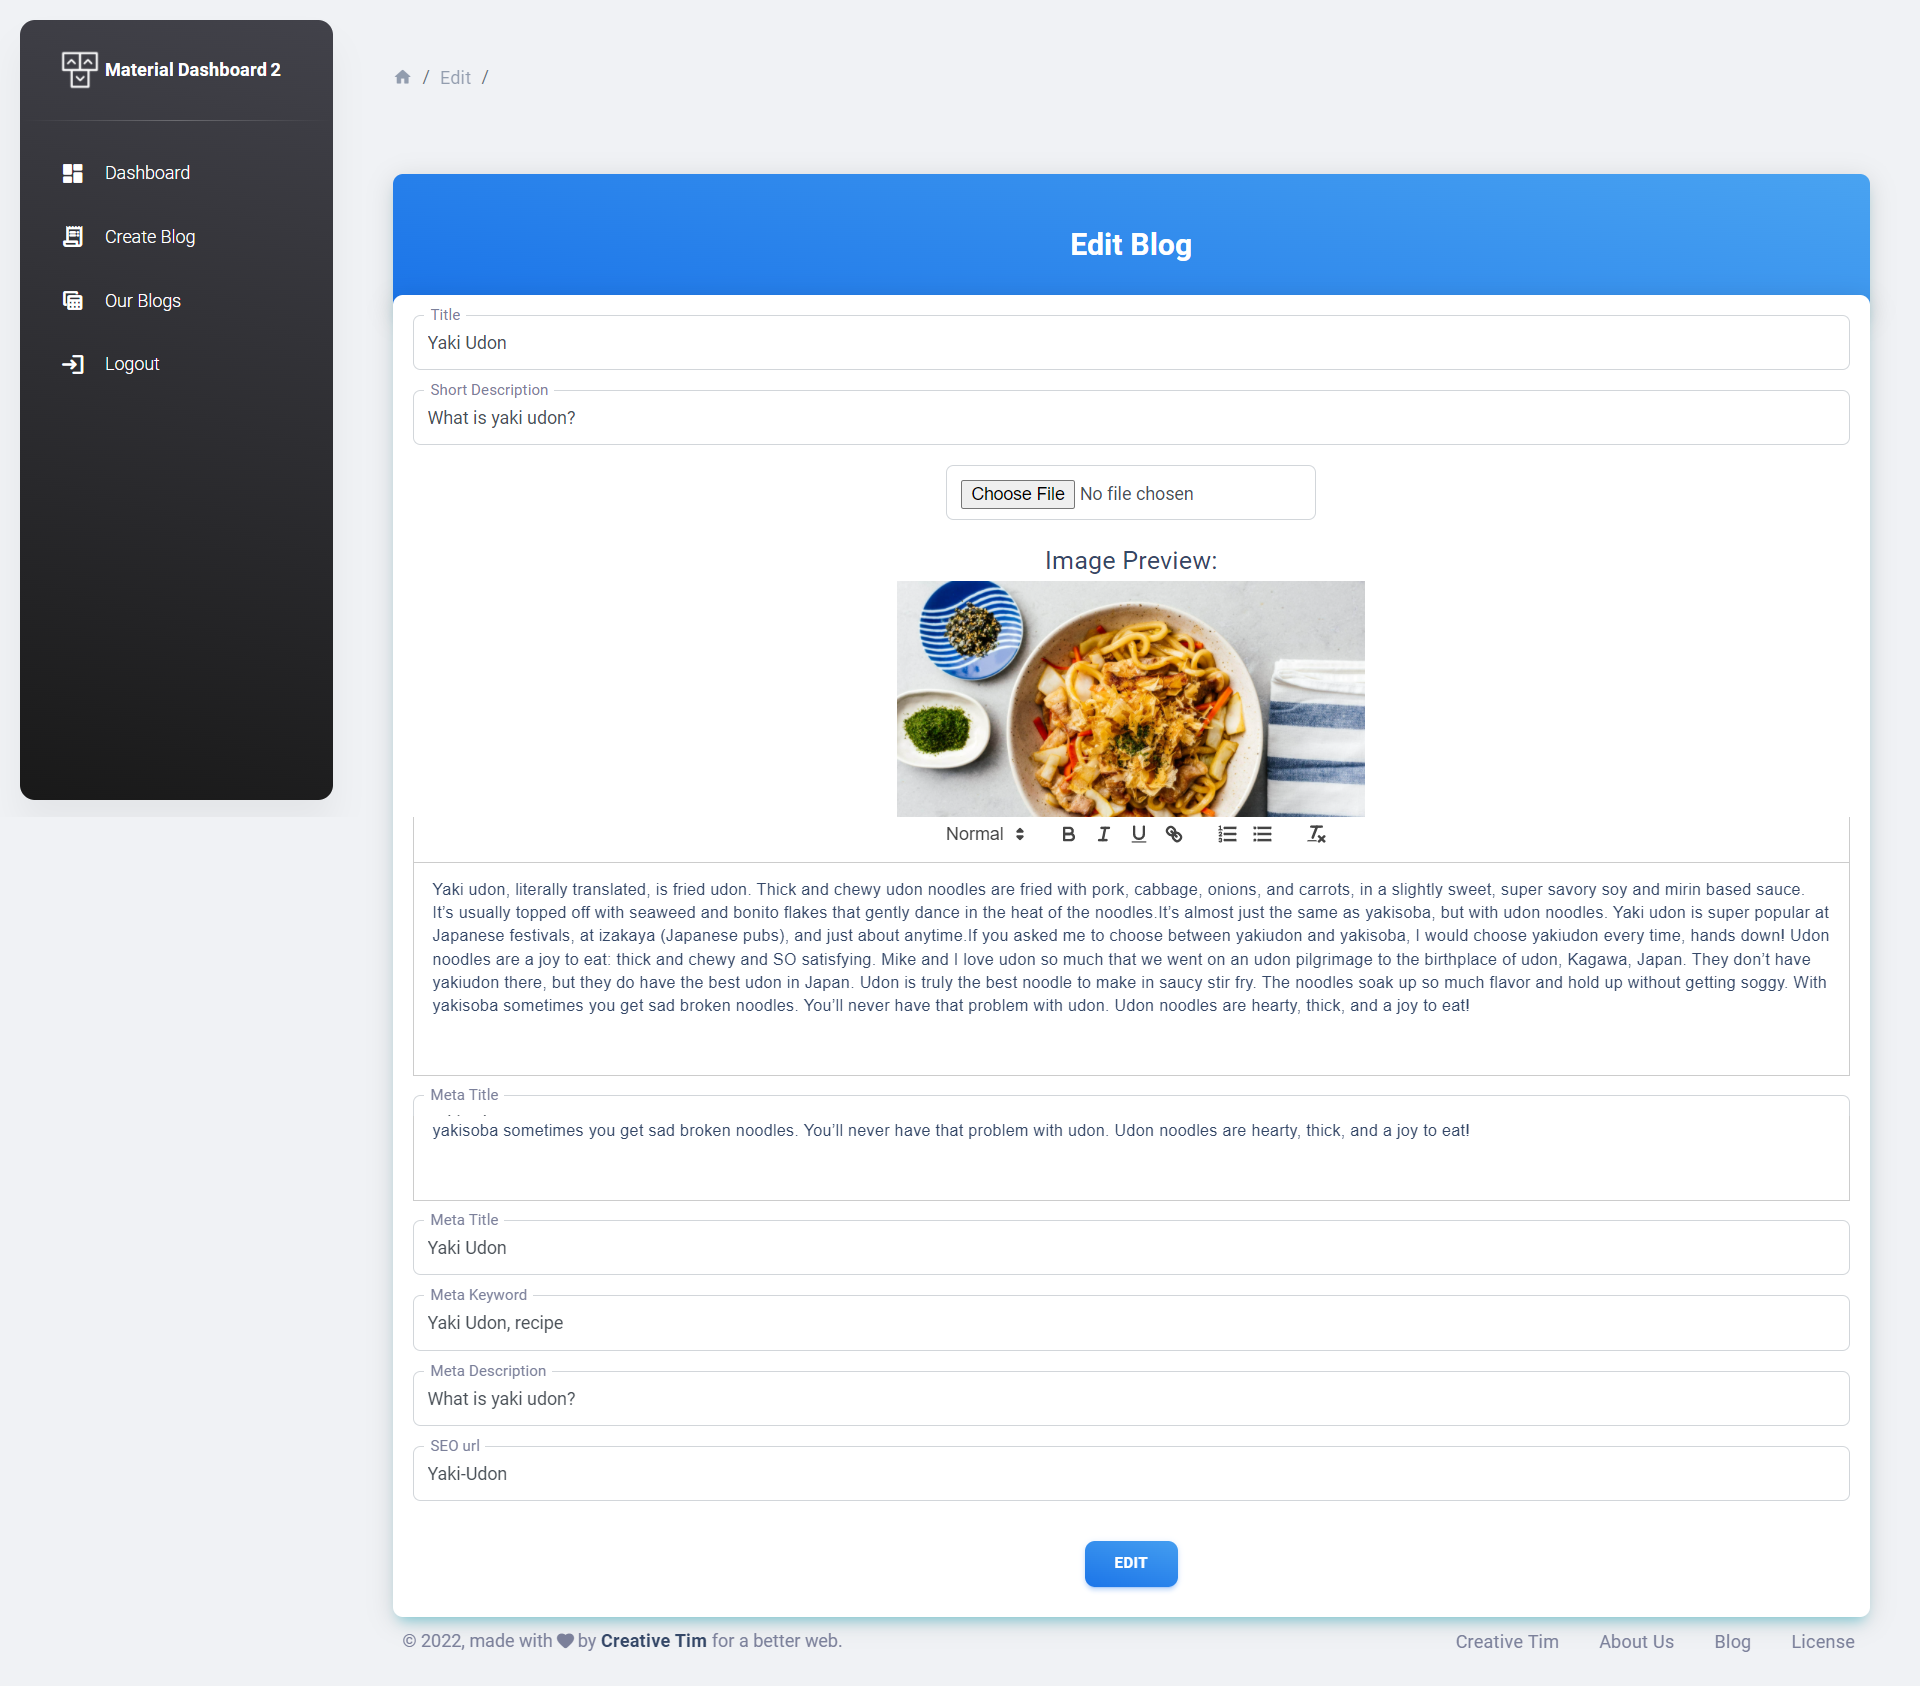 Material Dashboard 2
Dashboard
Create Blog
Our Blogs
Logout
/ Edit /
Edit Blog
Title
Yaki Udon
Short Description
What is yaki udon?
Choose File No file chosen
Image Preview:
Normal B I U
Yaki udon, literally translated, is fried udon. Thick and chewy udon noodles are fried with pork, cabbage, onions, and carrots, in a slightly sweet, super savory soy and mirin based sauce.
It’s usually topped off with seaweed and bonito flakes that gently dance in the heat of the noodles.It’s almost just the same as yakisoba, but with udon noodles. Yaki udon is super popular at
Japanese festivals, at izakaya (Japanese pubs), and just about anytime.If you asked me to choose between yakiudon and yakisoba, I would choose yakiudon every time, hands down! Udon
noodles are a joy to eat: thick and chewy and SO satisfying. Mike and I love udon so much that we went on an udon pilgrimage to the birthplace of udon, Kagawa, Japan. They don’t have
yakiudon there, but they do have the best udon in Japan. Udon is truly the best noodle to make in saucy stir fry. The noodles soak up so much flavor and hold up without getting soggy. With
yakisoba sometimes you get sad broken noodles. You’ll never have that problem with udon. Udon noodles are hearty, thick, and a joy to eat!
Meta Title
yakisoba sometimes you get sad broken noodles. You’ll never have that problem with udon. Udon noodles are hearty, thick, and a joy to eat!
Meta Title
Yaki Udon
Meta Keyword
Yaki Udon, recipe
Meta Description
What is yaki udon?
SEO url
Yaki-Udon
EDIT
© 2022, made with by Creative Tim for a better web.
Creative Tim About Us Blog License